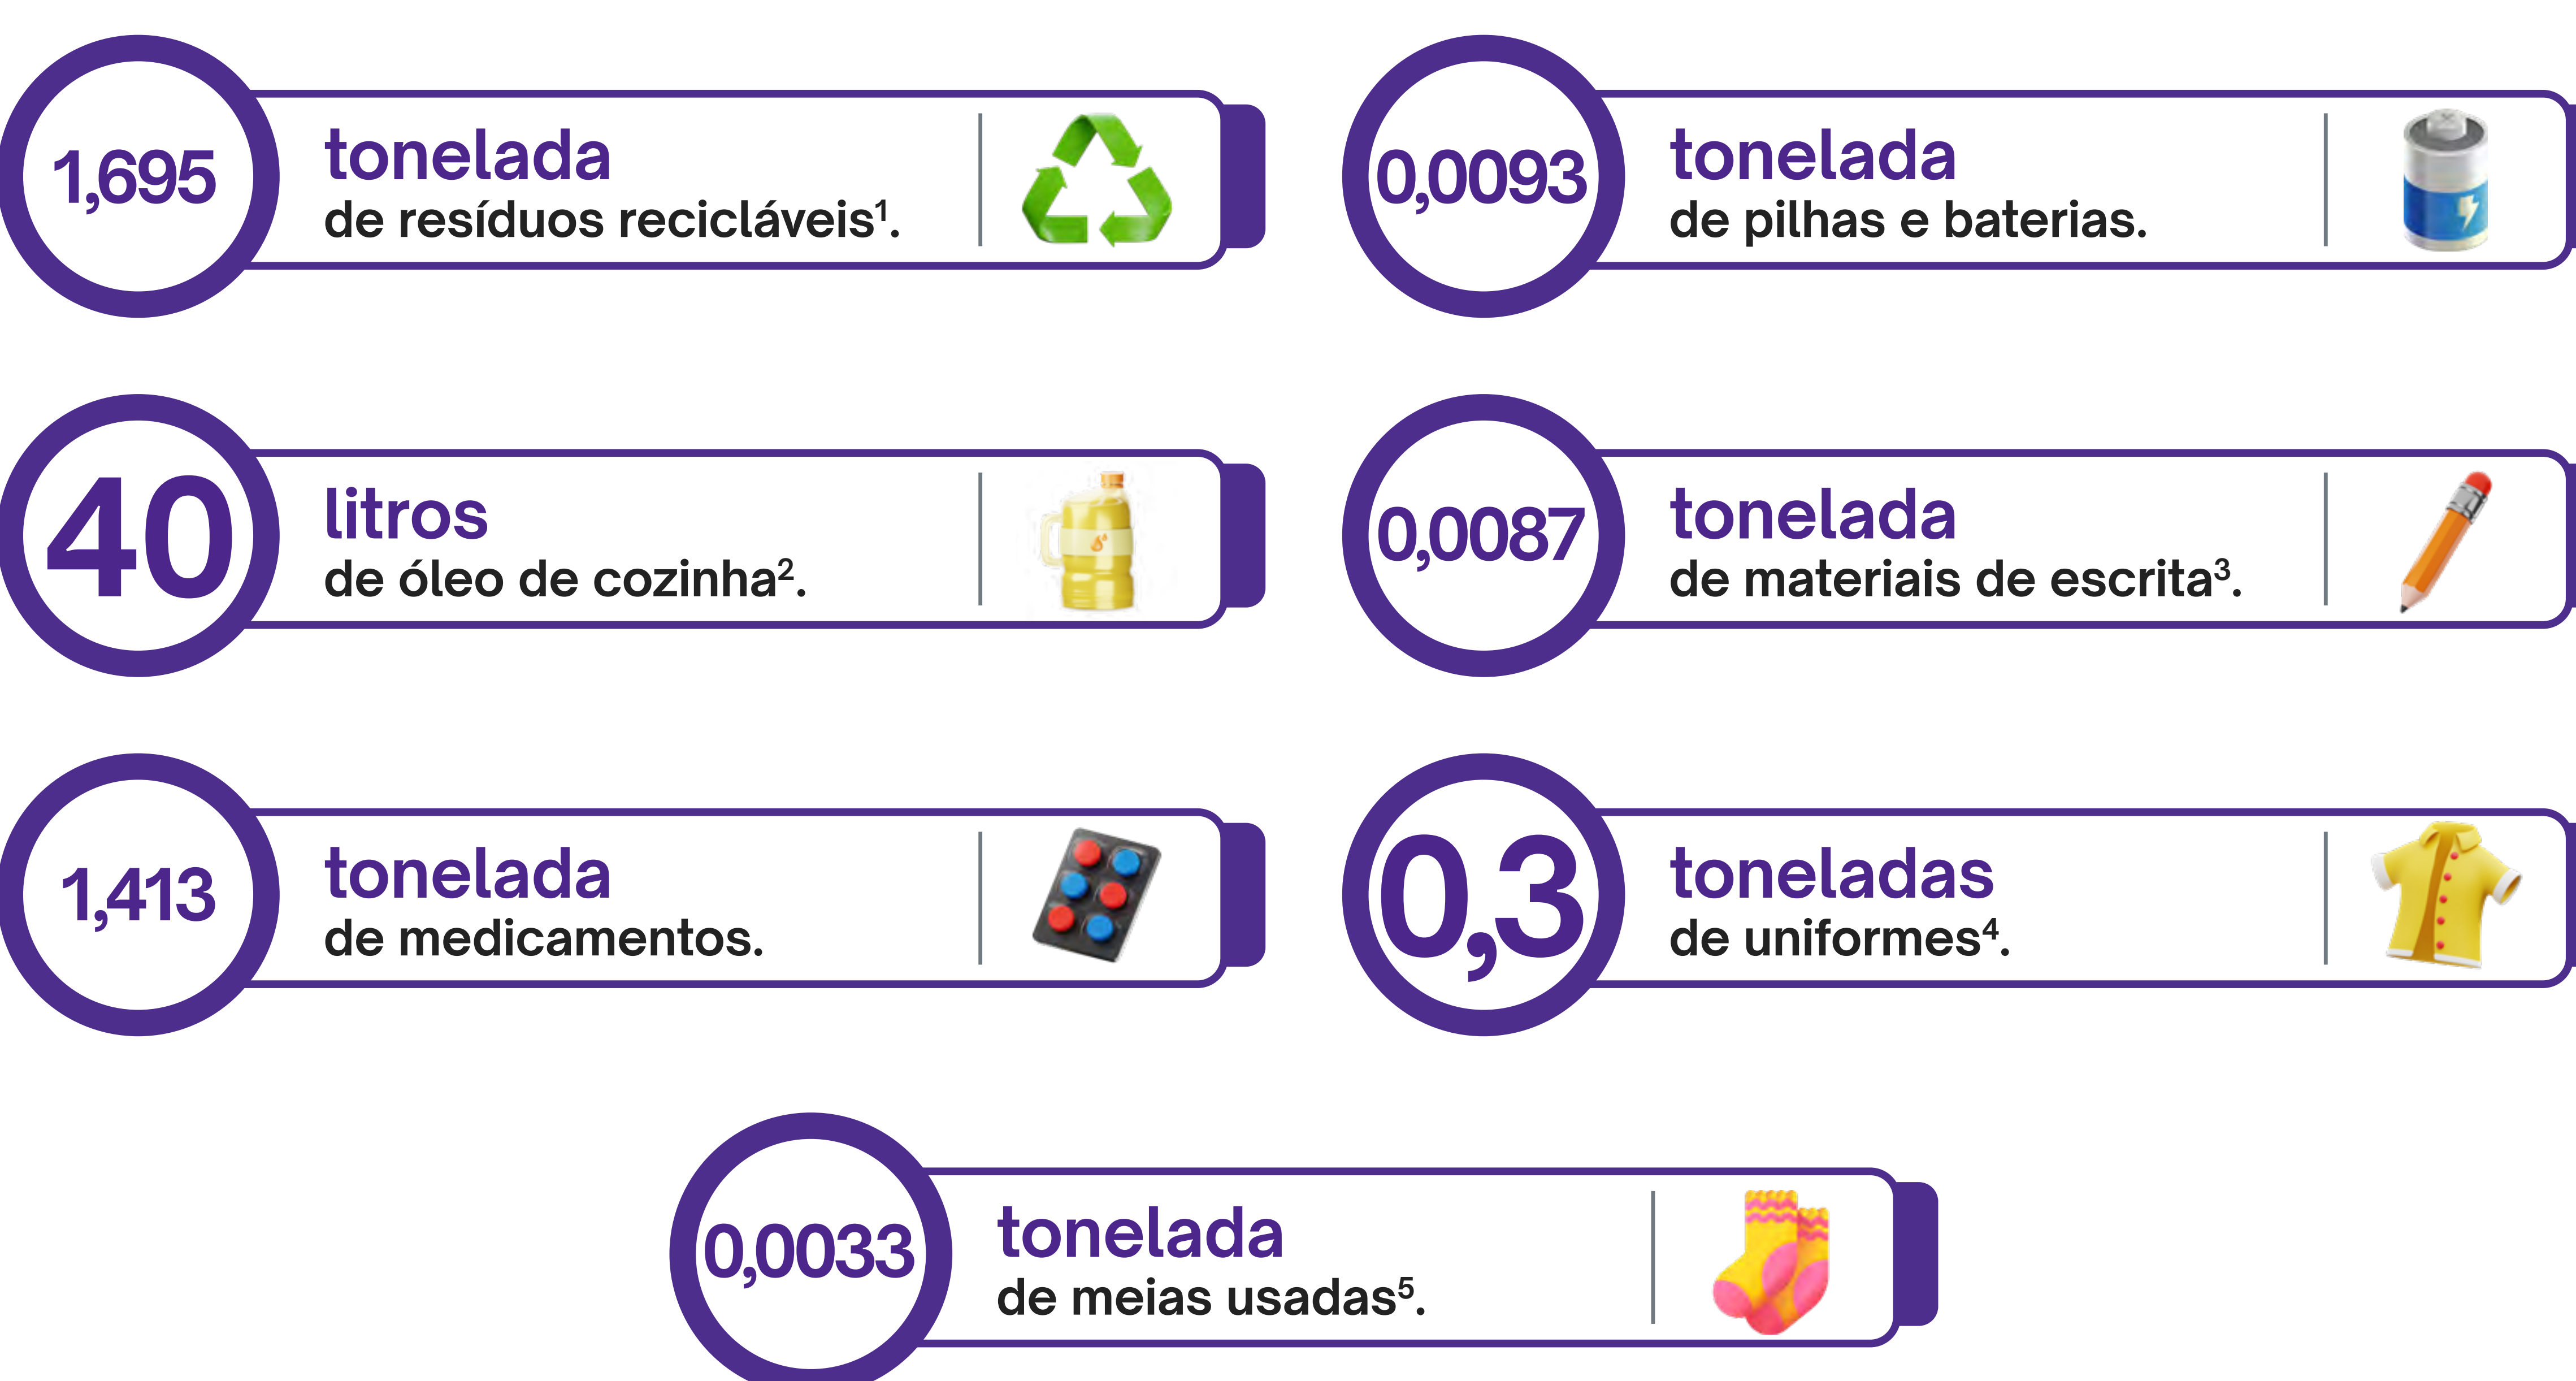 1,695
tonelada
de resíduos recicláveis¹.
0,0093
tonelada
de pilhas e baterias.
40
litros
de óleo de cozinha².
0,0087
tonelada
de materiais de escrita³.
1,413
tonelada
de medicamentos.
0,3
toneladas
de uniformes⁴.
0,0033
tonelada
de meias usadas⁵.